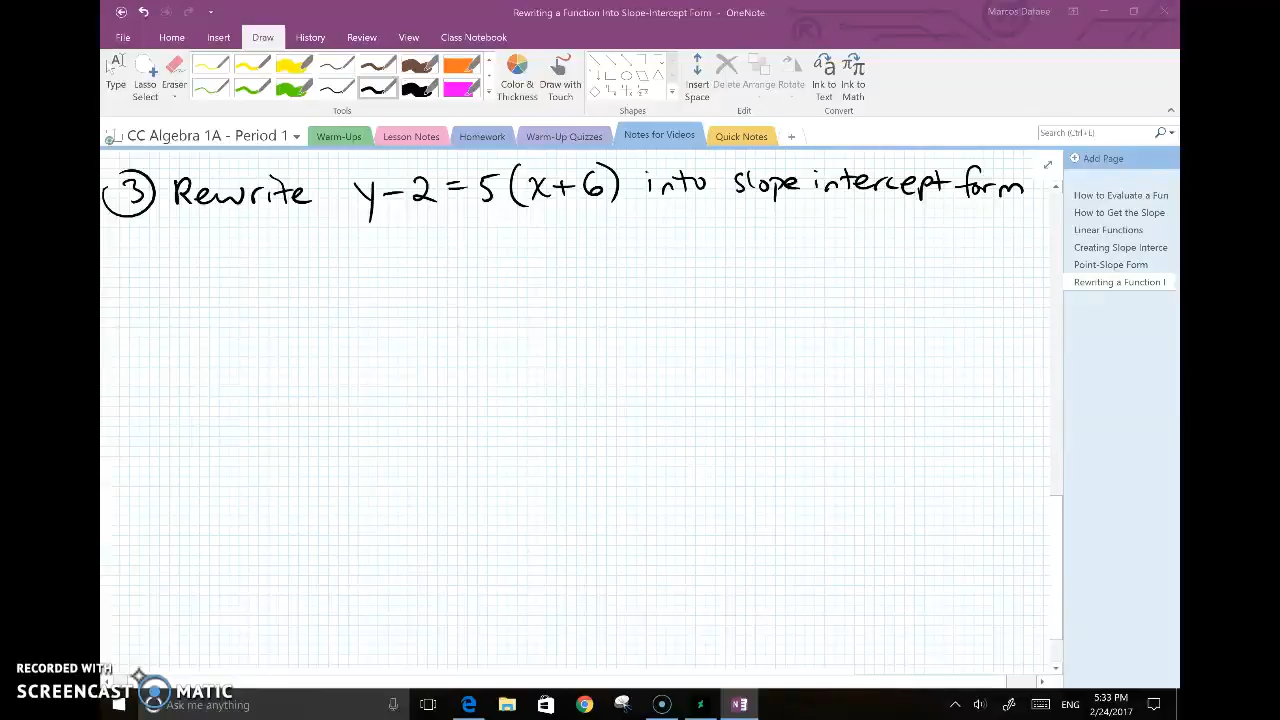 Rewriting a Function Into Slope-Intercept Form - OneNote
Marcos Dafaee
File Home Insert Draw History Review View Class Notebook
Type
Lasso Select
Eraser
Color & Thickness
Draw with Touch
Insert Space
Delete
Arrange
Rotate
Ink to Text
Ink to Math
Tools Shapes Edit Convert
CC Algebra 1A - Period 1 Warm-Ups Lesson Notes Homework Warm-Up Quizzes Notes for Videos Quick Notes + Search (Ctrl+E)
3 Rewrite y-2=5(x+6) into slope intercept form
Add Page
How to Evaluate a Fun
How to Get the Slope
Linear Functions
Creating Slope Interce
Point-Slope Form
Rewriting a Function I
RECORDED WITH
SCREENCAST MATIC
Ask me anything
ENG
5:33 PM
2/24/2017